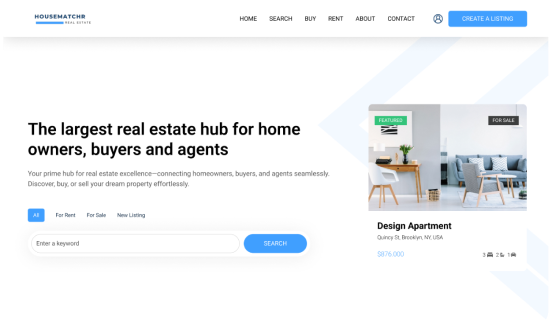 HOUSEMATCHR
REAL ESTATE
HOME SEARCH BUY RENT ABOUT CONTACT CREATE A LISTING
The largest real estate hub for home
owners, buyers and agents
Your prime hub for real estate excellence—connecting homeowners, buyers, and agents seamlessly.
Discover, buy, or sell your dream property effortlessly.
All For Rent For Sale New Listing
Enter a keyword SEARCH
FEATURED FOR SALE
Design Apartment
Quincy St, Brooklyn, NY, USA
$876.000 3 2 1